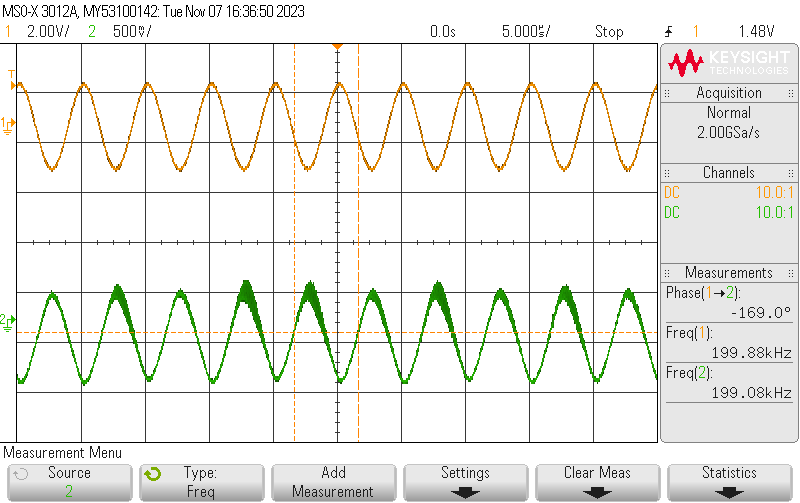 MSO-X 3012A, MY53100142: Tue Nov 07 16:36:50 2023
1 2.00V/ 2 500mV/ 0.0s 5.000us/ Stop 1 1.48V
KEYSIGHT
TECHNOLOGIES
Acquisition
Normal
2.00GSa/s
Channels
DC 10.0:1
DC 10.0:1
Measurements
Phase(1→2):
-169.0°
Freq(1):
199.88kHz
Freq(2):
199.08kHz
T
1
2
Measurement Menu
Source
2
Type:
Freq
Add
Measurement
Settings
Clear Meas
Statistics